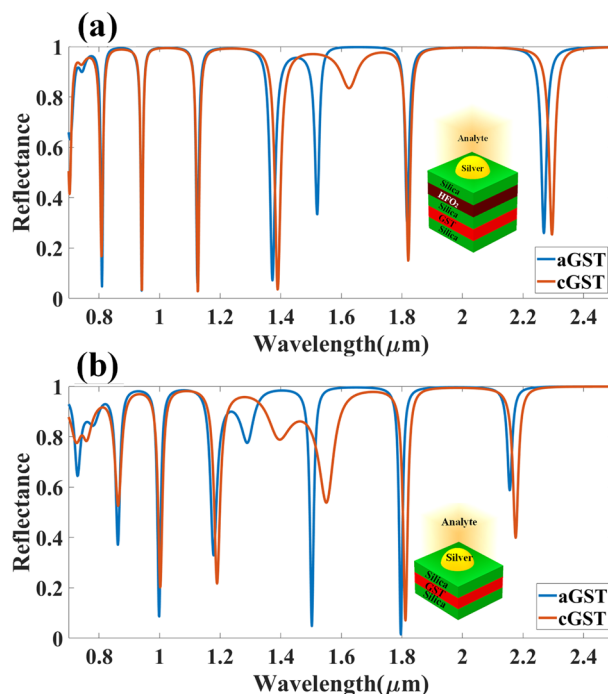 (a)
1
0.8
0.6
0.4
0.2
0
Reflectance
0.8 1 1.2 1.4 1.6 1.8 2 2.2 2.4
Wavelength(μm)
Analyte
Silver
Silica
HFO₂
Silica
GST
Silica
aGST
cGST
(b)
1
0.8
0.6
0.4
0.2
0
Reflectance
0.8 1 1.2 1.4 1.6 1.8 2 2.2 2.4
Wavelength(μm)
Analyte
Silver
Silica
GST
Silica
aGST
cGST